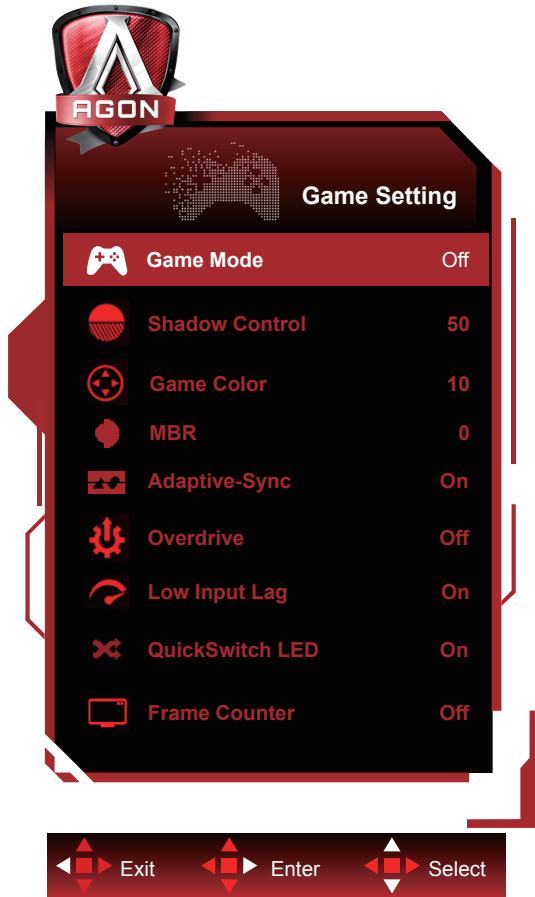 AGON
Game Setting
Game Mode Off
Shadow Control 50
Game Color 10
MBR 0
Adaptive-Sync On
Overdrive Off
Low Input Lag On
QuickSwitch LED On
Frame Counter Off
Exit Enter Select